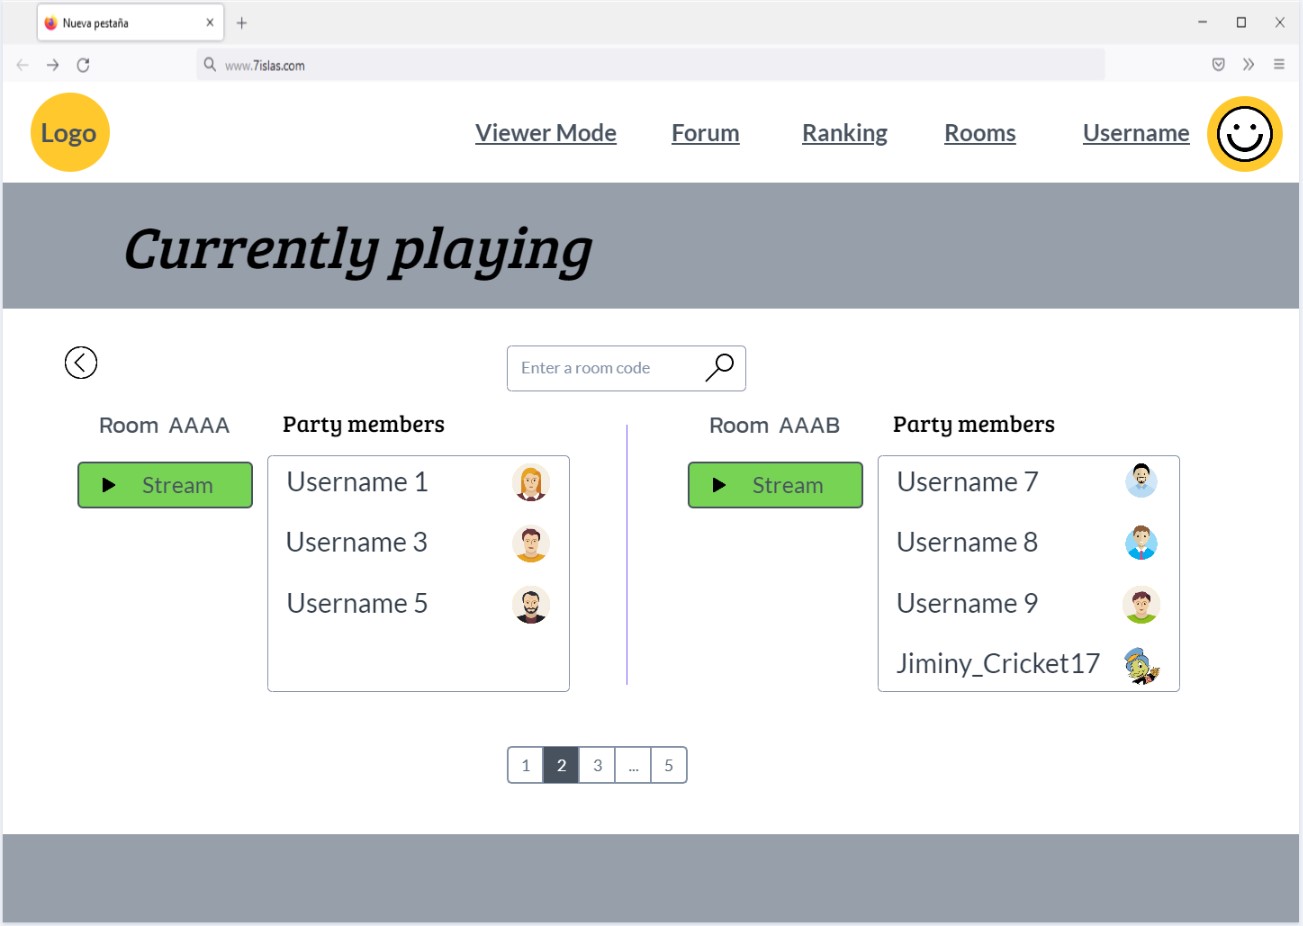 Nueva pestaña
www.7islas.com
Logo
Viewer Mode
Forum
Ranking
Rooms
Username
Currently playing
Enter a room code
Room AAAA
Party members
Stream
Username 1
Username 3
Username 5
Room AAAB
Party members
Stream
Username 7
Username 8
Username 9
Jiminy_Cricket17
1 2 3 ... 5